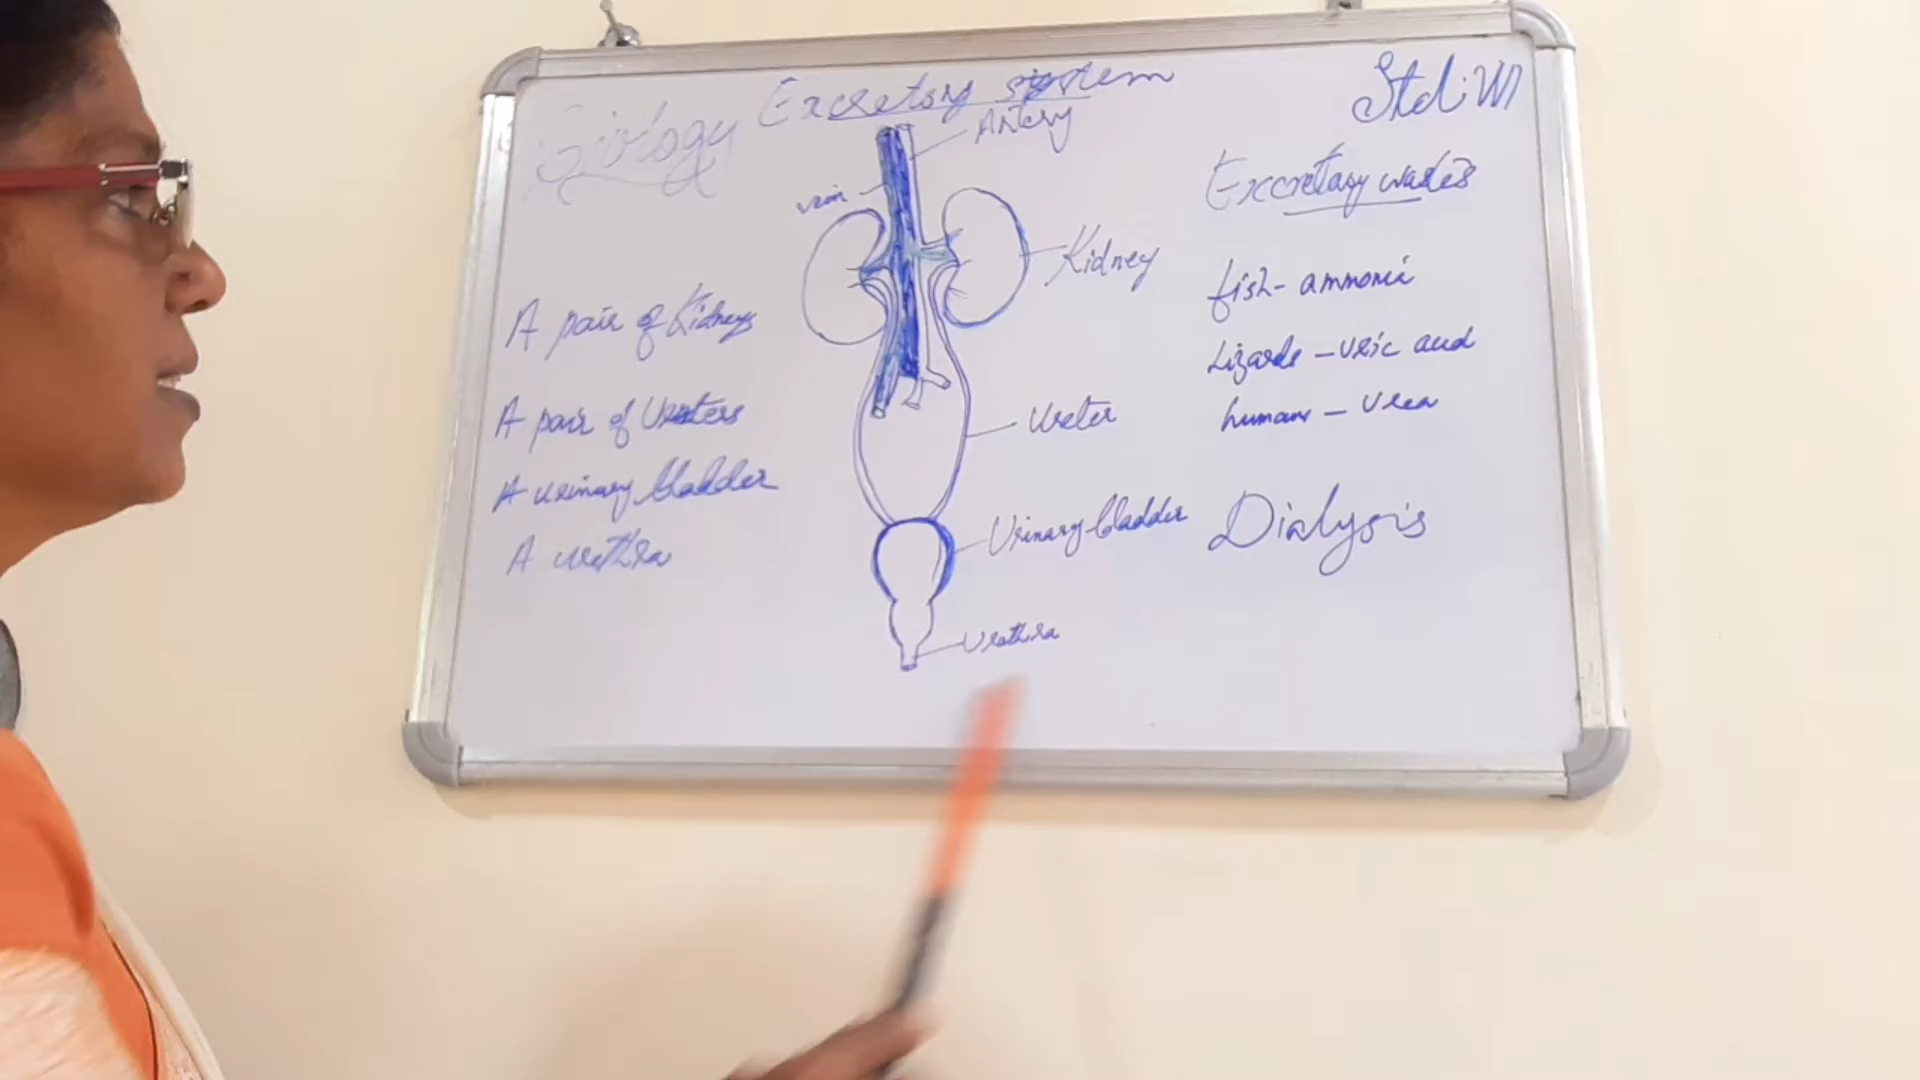 Biology
Excretory system
Std: VII
Artery
vein
Kidney
Ureter
Urinary bladder
Urethra
A pair of Kidneys
A pair of Ureters
A urinary bladder
A urethra
Excretory wastes
fish - ammonia
Lizards - uric acid
humans - urea
Dialysis